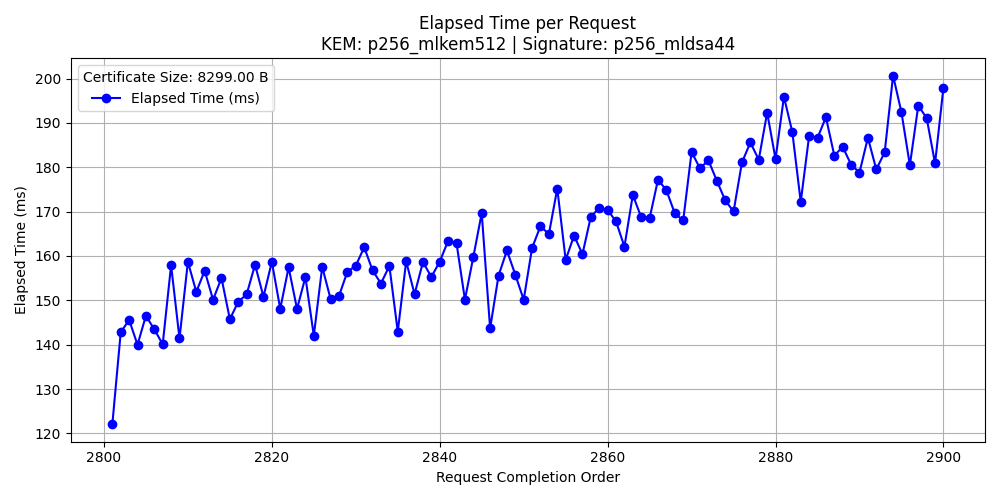 Elapsed Time per Request
KEM: p256_mlkem512 | Signature: p256_mldsa44
Certificate Size: 8299.00 B
Elapsed Time (ms)
Elapsed Time (ms)
200
190
180
170
160
150
140
130
120
2800
2820
2840
2860
2880
2900
Request Completion Order